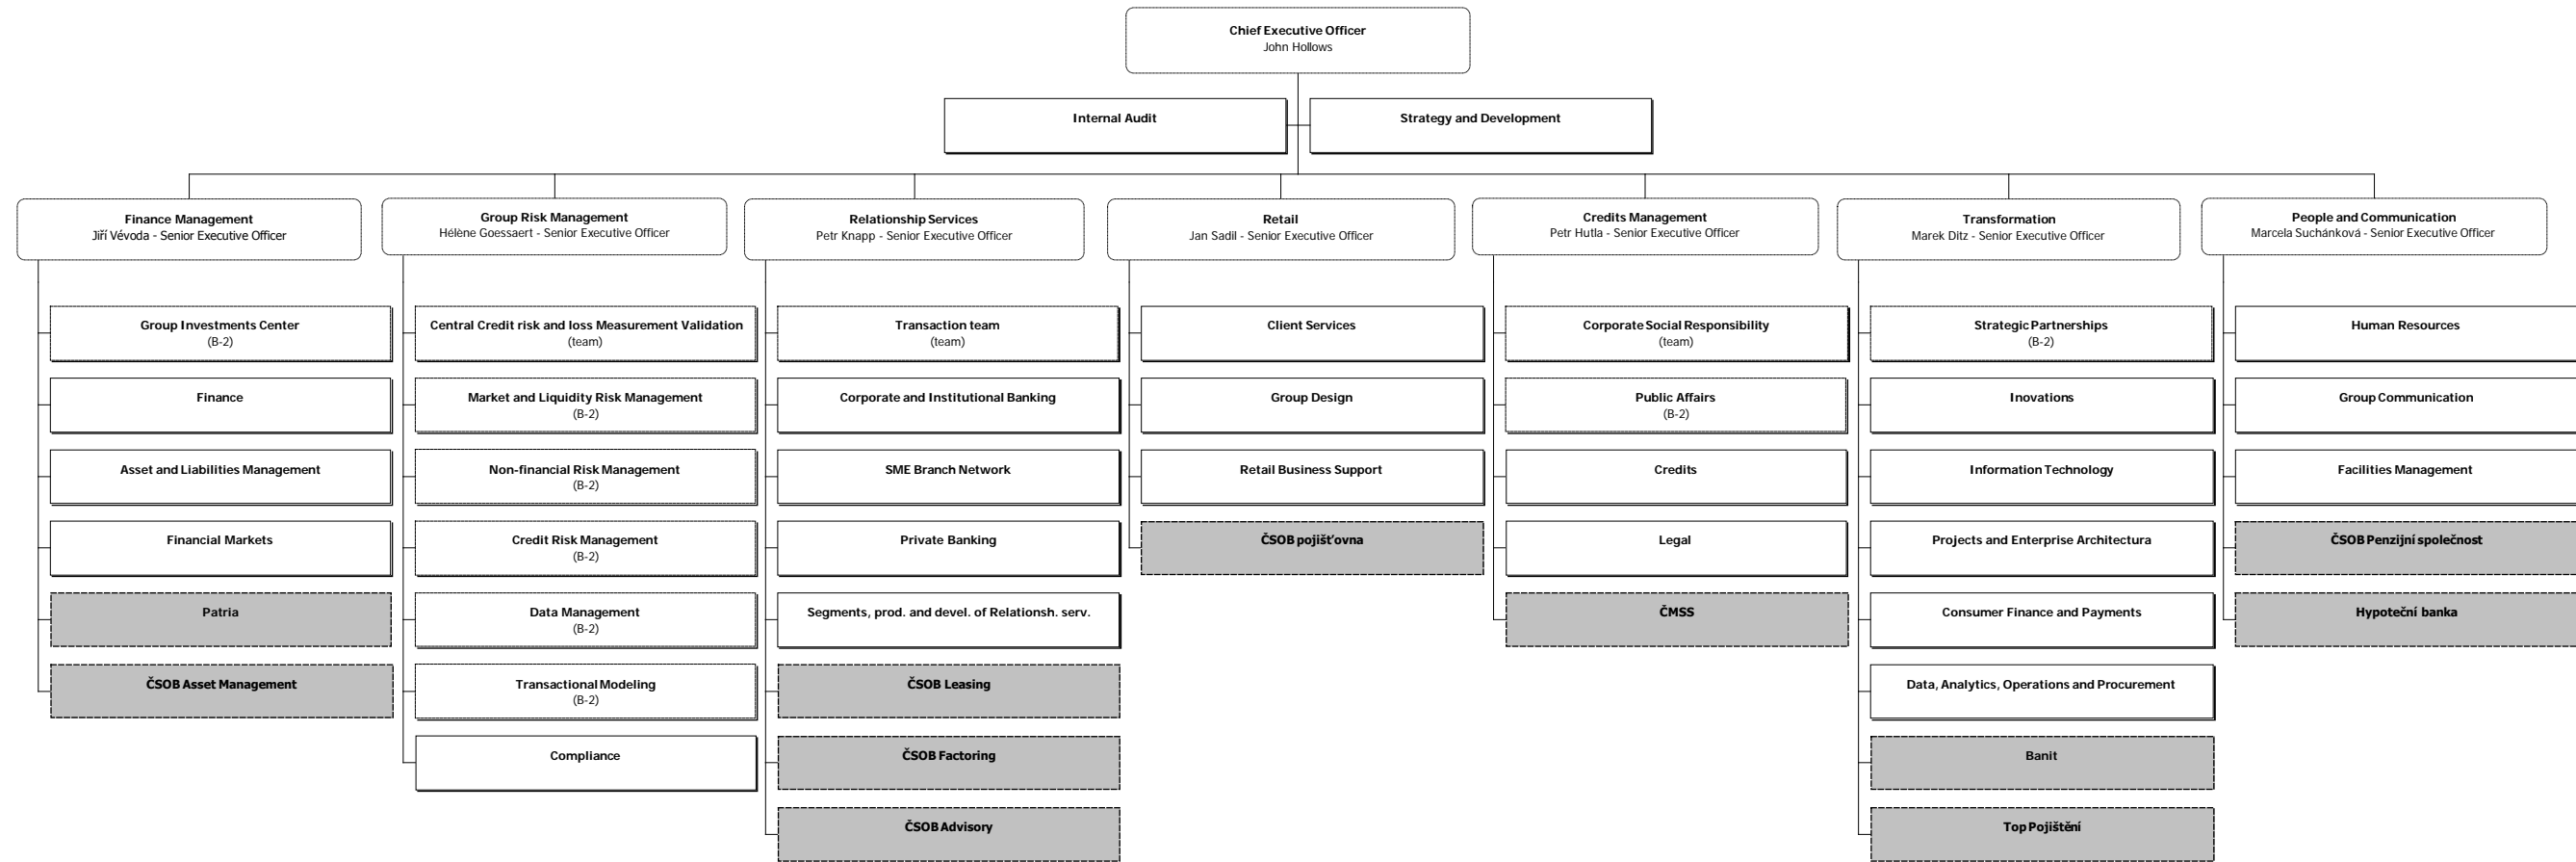 Chief Executive Officer
John Hollows
Internal Audit
Strategy and Development
Finance Management
Jiří Vévoda - Senior Executive Officer
Group Risk Management
Hélène Goessaert - Senior Executive Officer
Relationship Services
Petr Knapp - Senior Executive Officer
Retail
Jan Sadil - Senior Executive Officer
Credits Management
Petr Hutla - Senior Executive Officer
Transformation
Marek Ditz - Senior Executive Officer
People and Communication
Marcela Suchánková - Senior Executive Officer
Group Investments Center
(B-2)
Finance
Asset and Liabilities Management
Financial Markets
Patria
ČSOB Asset Management
Central Credit risk and loss Measurement Validation
(team)
Market and Liquidity Risk Management
(B-2)
Non-financial Risk Management
(B-2)
Credit Risk Management
(B-2)
Data Management
(B-2)
Transactional Modeling
(B-2)
Compliance
Transaction team
(team)
Corporate and Institutional Banking
SME Branch Network
Private Banking
Segments, prod. and devel. of Relationsh. serv.
ČSOB Leasing
ČSOB Factoring
ČSOB Advisory
Client Services
Group Design
Retail Business Support
ČSOB pojišťovna
Corporate Social Responsibility
(team)
Public Affairs
(B-2)
Credits
Legal
ČMSS
Strategic Partnerships
(B-2)
Inovations
Information Technology
Projects and Enterprise Architectura
Consumer Finance and Payments
Data, Analytics, Operations and Procurement
Banit
Top Pojištění
Human Resources
Group Communication
Facilities Management
ČSOB Penzijní společnost
Hypoteční banka